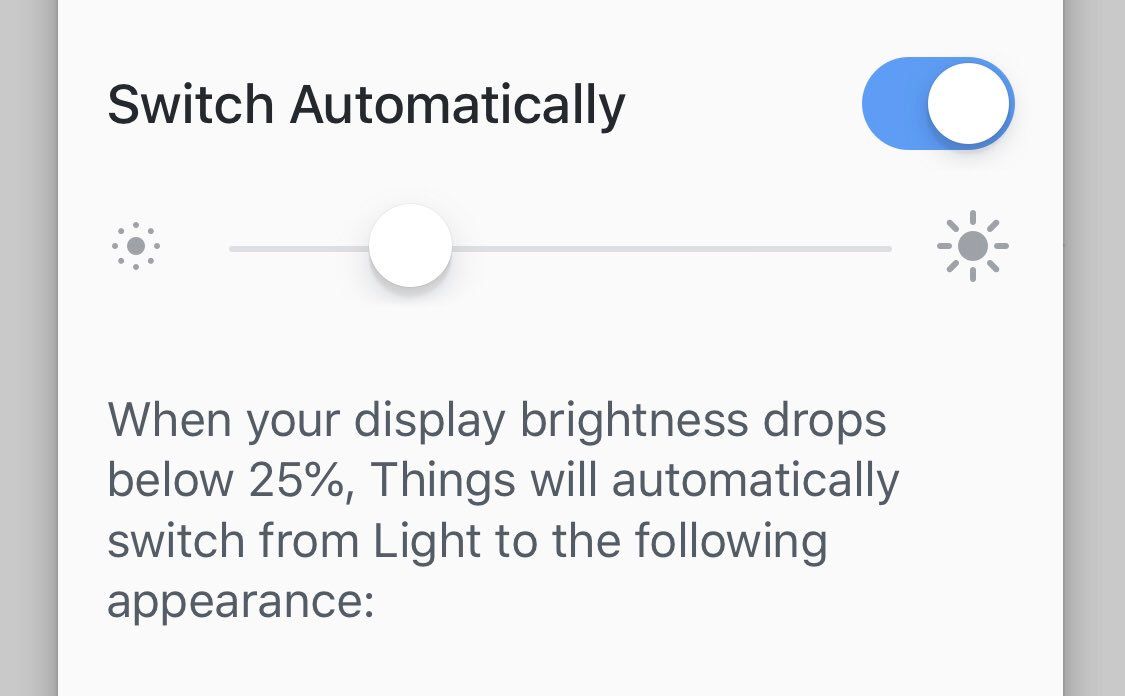 Switch Automatically
When your display brightness drops
below 25%, Things will automatically
switch from Light to the following
appearance: